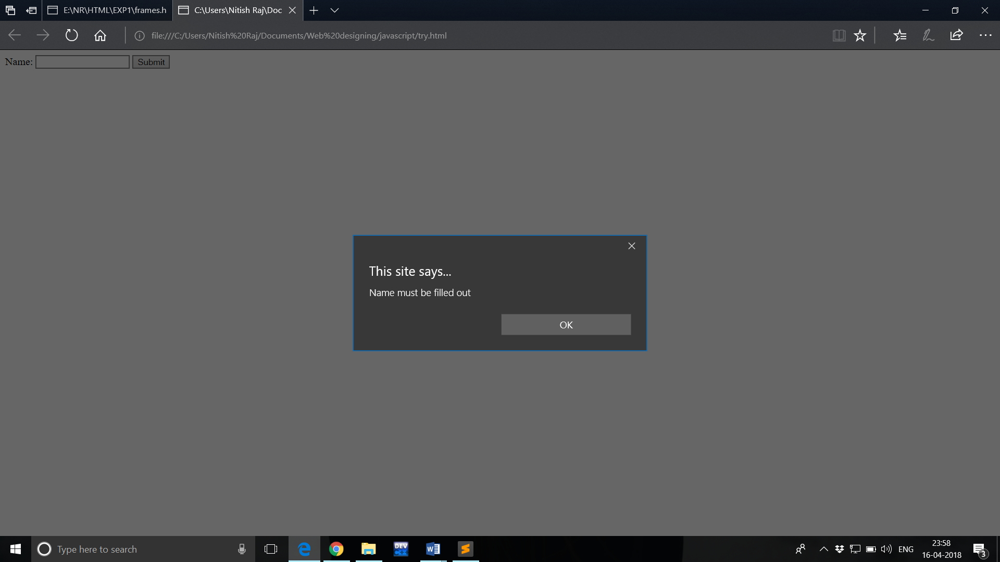 E:\NR\HTML\EXP1\frames.h
C:\Users\Nitish Raj\Doc
file:///C:/Users/Nitish%20Raj/Documents/Web%20designing/javascript/try.html
Name: Submit
This site says...
Name must be filled out
OK
Type here to search
DEV
C++
W
ENG
23:58
16-04-2018
3